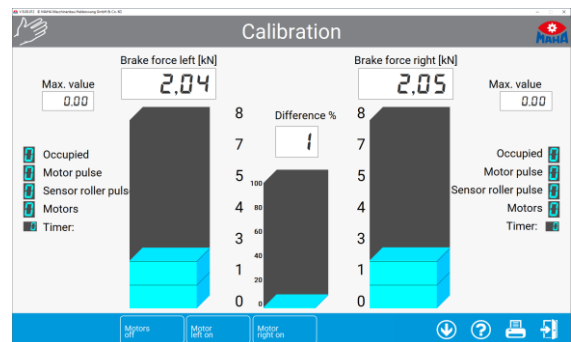 Calibration
MAHA
Brake force left [kN]
2,04
Brake force right [kN]
2,05
Max. value
0.00
Max. value
0.00
Difference %
1
8
7
5
4
3
1
0
100
80
60
40
20
0
8
7
5
4
3
1
0
Occupied
Motor pulse
Sensor roller puls
Motors
Timer:
Occupied
Motor pulse
Sensor roller pulse
Motors
Timer:
Motors
off
Motor
left on
Motor
right on
?